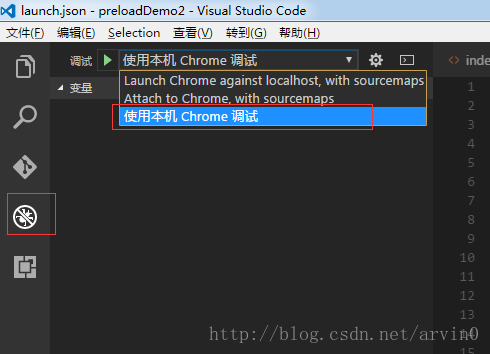 launch.json - preloadDemo2 - Visual Studio Code
文件(F) 编辑(E) Selection 查看(V) 转到(G) 帮助(H)
调试 使用本机 Chrome 调试 inde
Launch Chrome against localhost, with sourcemaps
Attach to Chrome, with sourcemaps
使用本机 Chrome 调试
变量
1
2
3
4
5
6
7
8
9
10
11
12
13
14
http://blog.csdn.net/arvin0